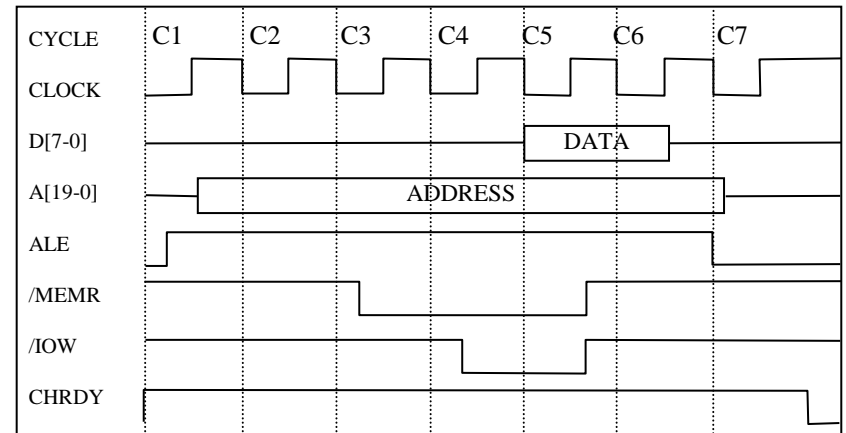 CYCLE C1 C2 C3 C4 C5 C6 C7
CLOCK
D[7-0] DATA
A[19-0] ADDRESS
ALE
/MEMR
/IOW
CHRDY